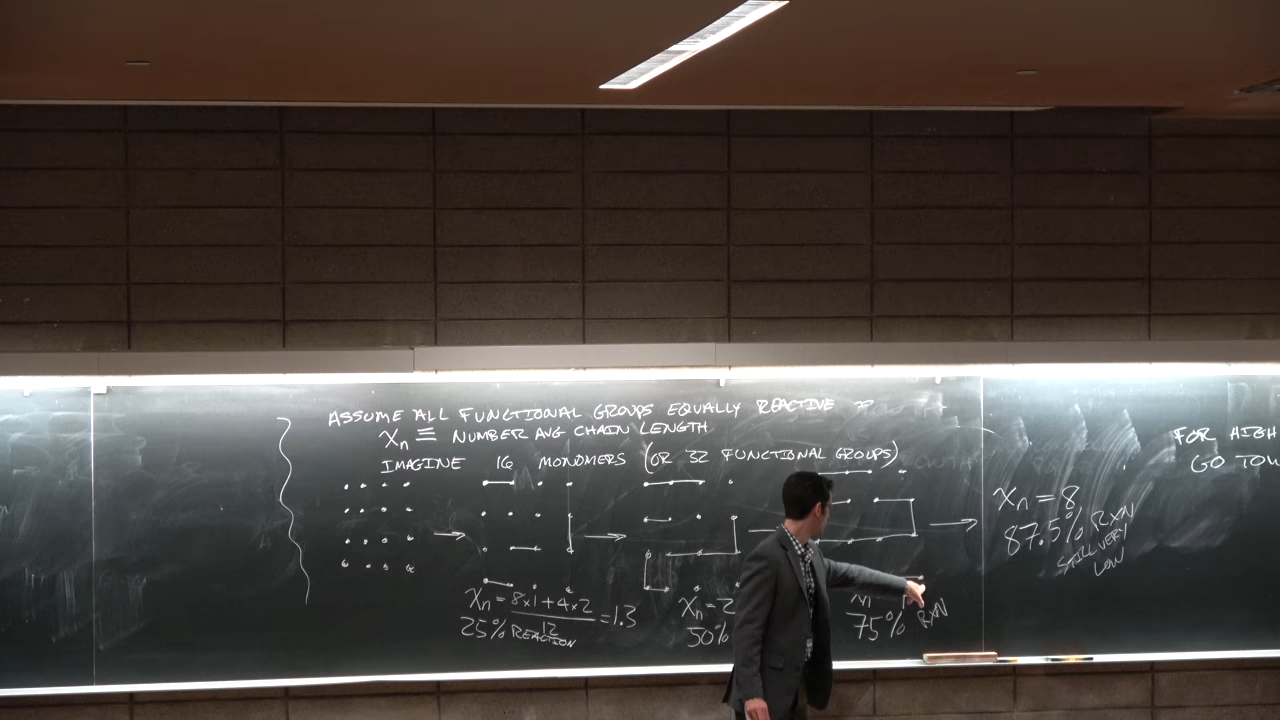 ASSUME ALL FUNCTIONAL GROUPS EQUALLY REACTIVE
Xn ≡ NUMBER AVG CHAIN LENGTH
IMAGINE 16 MONOMERS (OR 32 FUNCTIONAL GROUPS)
Xn = 8x1 + 4x2 / 12 = 1.3
25% REACTION
Xn = 2
50%
75% RXN
Xn = 8
87.5% RXN
STILL VERY
LOW
FOR HIGH
GO